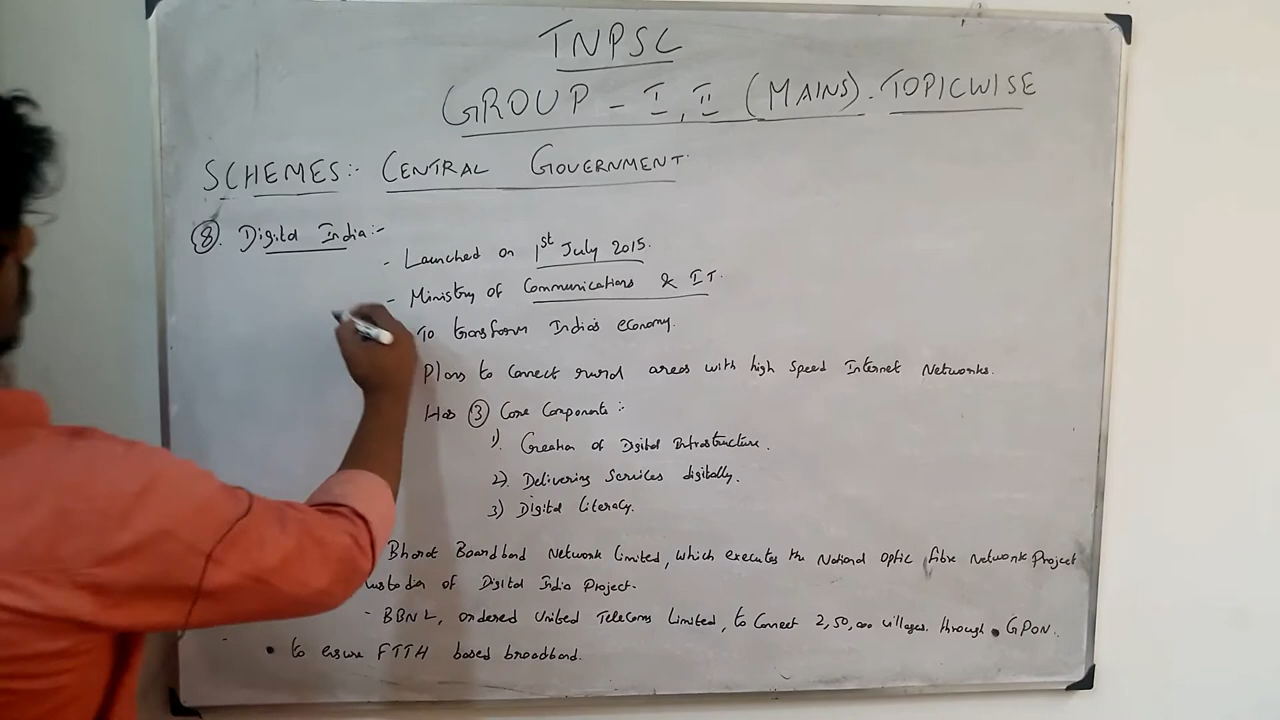 TNPSC
GROUP - I, II (MAINS). TOPICWISE
SCHEMES:- CENTRAL GOVERNMENT.
8. Digital India:-
- Launched on 1st July 2015.
- Ministry of Communications & IT.
To transform India's economy.
Plans to Connect rural areas with high Speed Internet Networks.
Has 3 Core Components:-
1). Creation of Digital Infrastructure.
2). Delivering Services digitally.
3) Digital literacy.
Bharat Boardband Network limited, which executes the National Optic fibre Network Project
of Digital India Project.
- BBNL, ordered United Telecoms Limited, to Connect 2,50,000 villages. through GPON.
• to ensure FTTH based broadband.